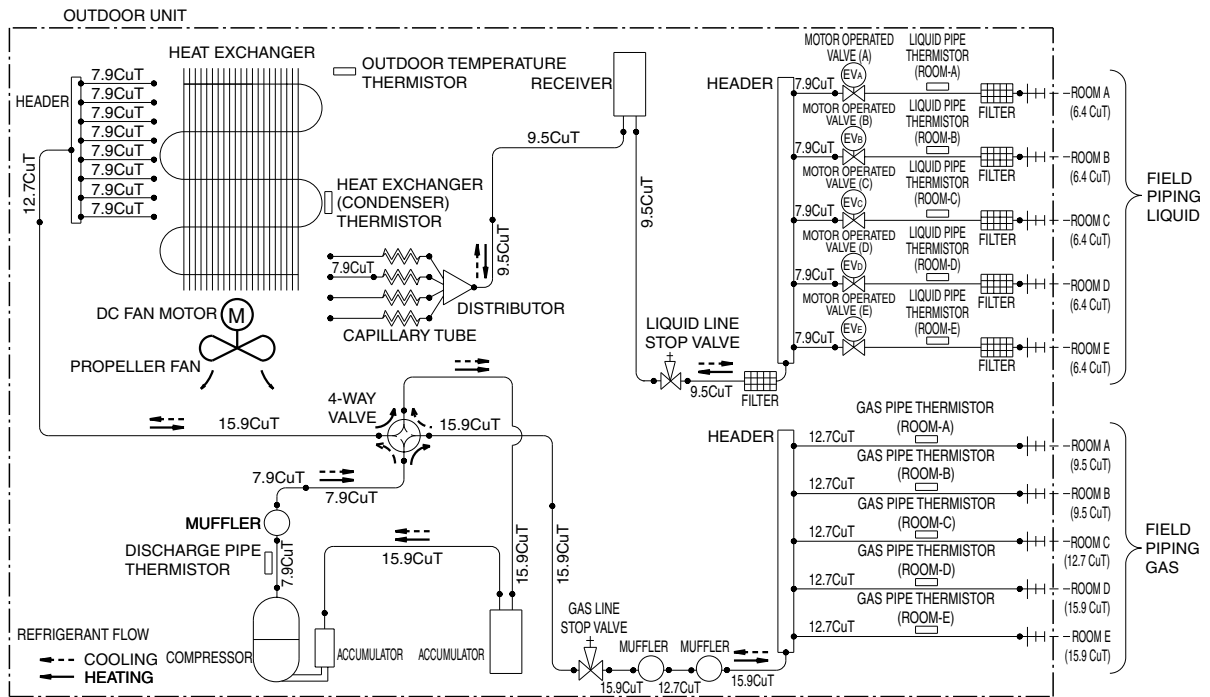 OUTDOOR UNIT
HEAT EXCHANGER
HEADER
7.9CuT
7.9CuT
7.9CuT
7.9CuT
7.9CuT
7.9CuT
7.9CuT
7.9CuT
12.7CuT
OUTDOOR TEMPERATURE
THERMISTOR
HEAT EXCHANGER
(CONDENSER)
THERMISTOR
RECEIVER
9.5CuT
9.5CuT
9.5CuT
7.9CuT
DISTRIBUTOR
CAPILLARY TUBE
DC FAN MOTOR
M
PROPELLER FAN
LIQUID LINE
STOP VALVE
9.5CuT
FILTER
HEADER
MOTOR OPERATED
VALVE (A)
LIQUID PIPE
THERMISTOR
(ROOM-A)
7.9CuT
EVA
FILTER
ROOM A
(6.4 CuT)
MOTOR OPERATED
VALVE (B)
LIQUID PIPE
THERMISTOR
(ROOM-B)
7.9CuT
EVB
FILTER
ROOM B
(6.4 CuT)
MOTOR OPERATED
VALVE (C)
LIQUID PIPE
THERMISTOR
(ROOM-C)
7.9CuT
EVC
FILTER
ROOM C
(6.4 CuT)
MOTOR OPERATED
VALVE (D)
LIQUID PIPE
THERMISTOR
(ROOM-D)
7.9CuT
EVD
FILTER
ROOM D
(6.4 CuT)
MOTOR OPERATED
VALVE (E)
LIQUID PIPE
THERMISTOR
(ROOM-E)
7.9CuT
EVE
FILTER
ROOM E
(6.4 CuT)
FIELD
PIPING
LIQUID
4-WAY
VALVE
15.9CuT
15.9CuT
7.9CuT
MUFFLER
DISCHARGE PIPE
THERMISTOR
7.9CuT
15.9CuT
15.9CuT
15.9CuT
COMPRESSOR
ACCUMULATOR
ACCUMULATOR
REFRIGERANT FLOW
COOLING
HEATING
GAS LINE
STOP VALVE
MUFFLER
MUFFLER
15.9CuT
12.7CuT
15.9CuT
HEADER
GAS PIPE THERMISTOR
(ROOM-A)
12.7CuT
ROOM A
(9.5 CuT)
GAS PIPE THERMISTOR
(ROOM-B)
12.7CuT
ROOM B
(9.5 CuT)
GAS PIPE THERMISTOR
(ROOM-C)
12.7CuT
ROOM C
(12.7 CuT)
GAS PIPE THERMISTOR
(ROOM-D)
12.7CuT
ROOM D
(15.9 CuT)
GAS PIPE THERMISTOR
(ROOM-E)
12.7CuT
ROOM E
(15.9 CuT)
FIELD
PIPING
GAS